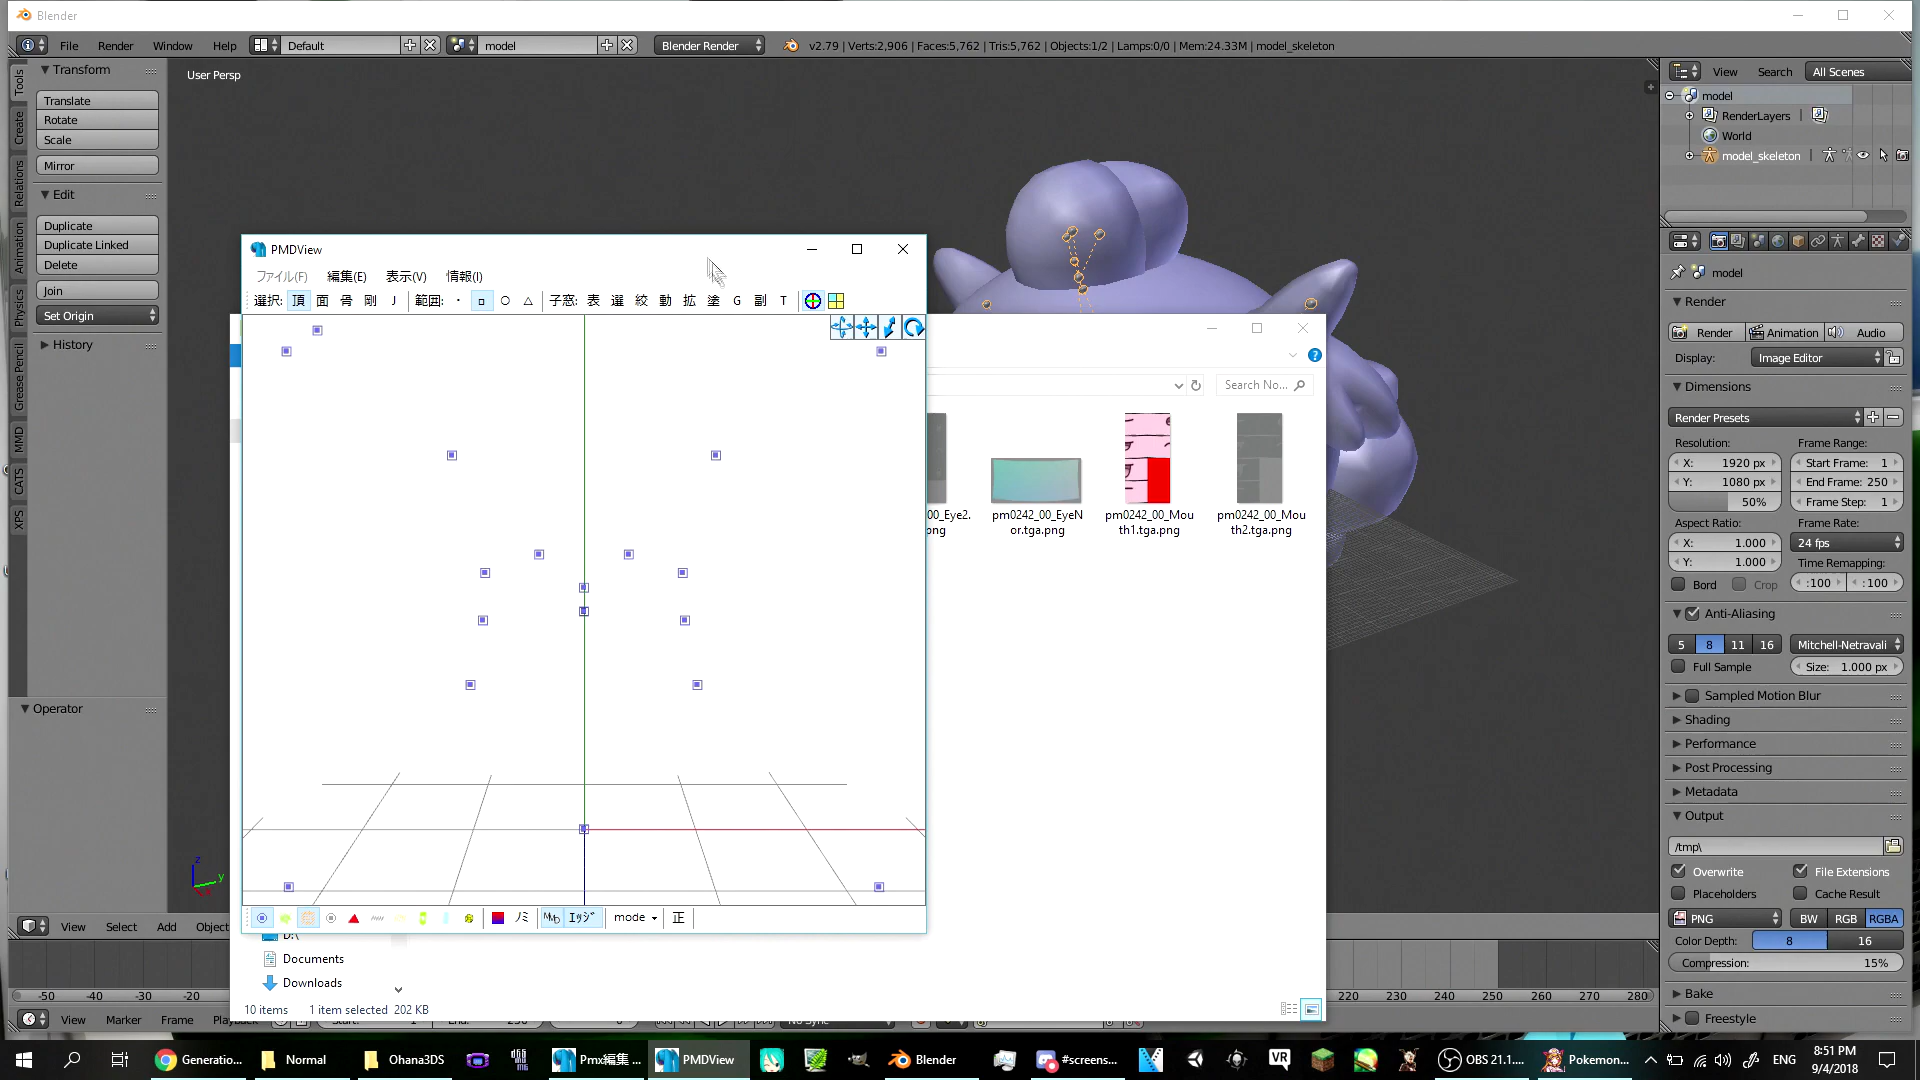 Blender
File Render Window Help Default model Blender Render v2.79 | Verts:2,906 | Faces:5,762 | Tris:5,762 | Objects:1/2 | Lamps:0/0 | Mem:24.33M | model_skeleton
Tools
Create
Relations
Animation
Physics
Grease Pencil
MMD
CATS
XPS
Transform
Translate
Rotate
Scale
Mirror
Edit
Duplicate
Duplicate Linked
Delete
Join
Set Origin
History
Operator
User Persp
z
y
View Select Add Object
-50 -40 -30 -20
View Marker Frame Playback
PMDView
ファイル(F) 編集(E) 表示(V) 情報(I)
選択: 頂 面 骨 剛 J 範囲: 子窓: 表 選 絞 動 拡 塗 G 副 T
ｴｯｼﾞ mode 正
Search No...
00_Eye2.
png
pm0242_00_EyeN
or.tga.png
pm0242_00_Mou
th1.tga.png
pm0242_00_Mou
th2.tga.png
D:\
Documents
Downloads
10 items 1 item selected 202 KB
220 230 240 250 260 270 280
View Search All Scenes
model
RenderLayers
World
model_skeleton
model
Render
Render Animation Audio
Display: Image Editor
Dimensions
Render Presets
Resolution: Frame Range:
X: 1920 px Start Frame: 1
Y: 1080 px End Frame: 250
50% Frame Step: 1
Aspect Ratio: Frame Rate:
X: 1.000 24 fps
Y: 1.000 Time Remapping:
Bord Crop :100 :100
Anti-Aliasing
5 8 11 16 Mitchell-Netravali
Full Sample Size: 1.000 px
Sampled Motion Blur
Shading
Performance
Post Processing
Metadata
Output
/tmp\
Overwrite File Extensions
Placeholders Cache Result
PNG BW RGB RGBA
Color Depth: 8 16
Compression: 15%
Bake
Freestyle
Generatio... Normal Ohana3DS Pmx編集 ... PMDView Blender #screens... VR OBS 21.1.... Pokemon... ENG
8:51 PM
9/4/2018